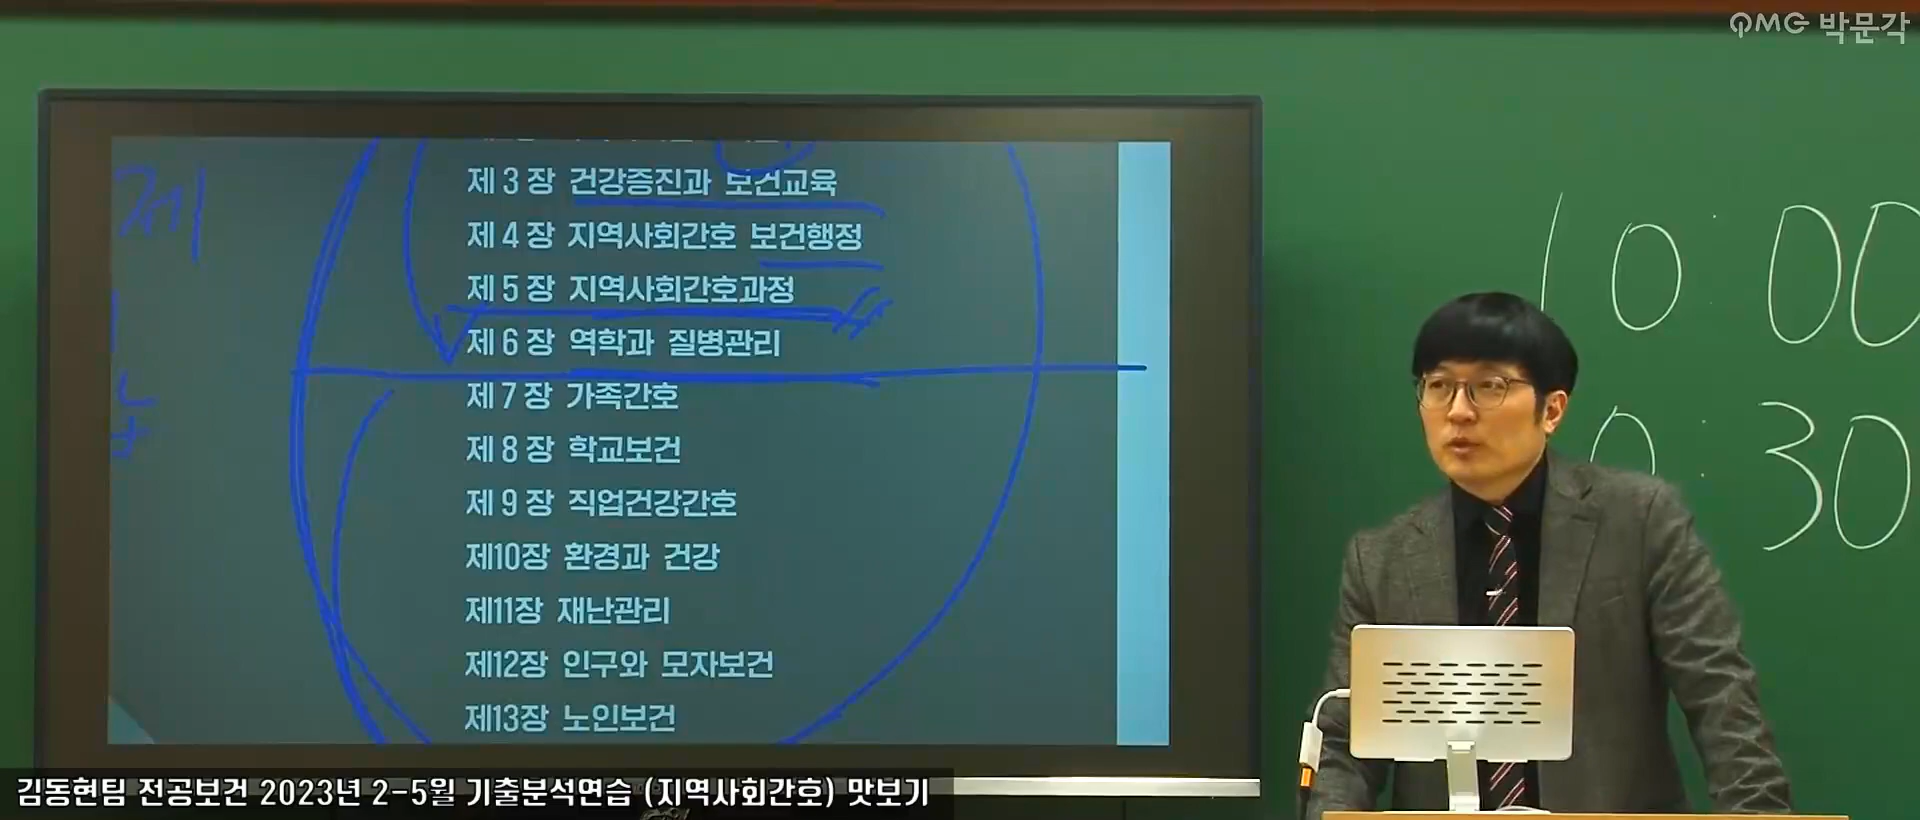 PMG 박문각
제 3 장 건강증진과 보건교육
제 4 장 지역사회간호 보건행정
제 5 장 지역사회간호과정
제 6 장 역학과 질병관리
제 7 장 가족간호
제 8 장 학교보건
제 9 장 직업건강간호
제10장 환경과 건강
제11장 재난관리
제12장 인구와 모자보건
제13장 노인보건
10:00
0:30
김동현팀 전공보건 2023년 2-5월 기출분석연습 (지역사회간호) 맛보기